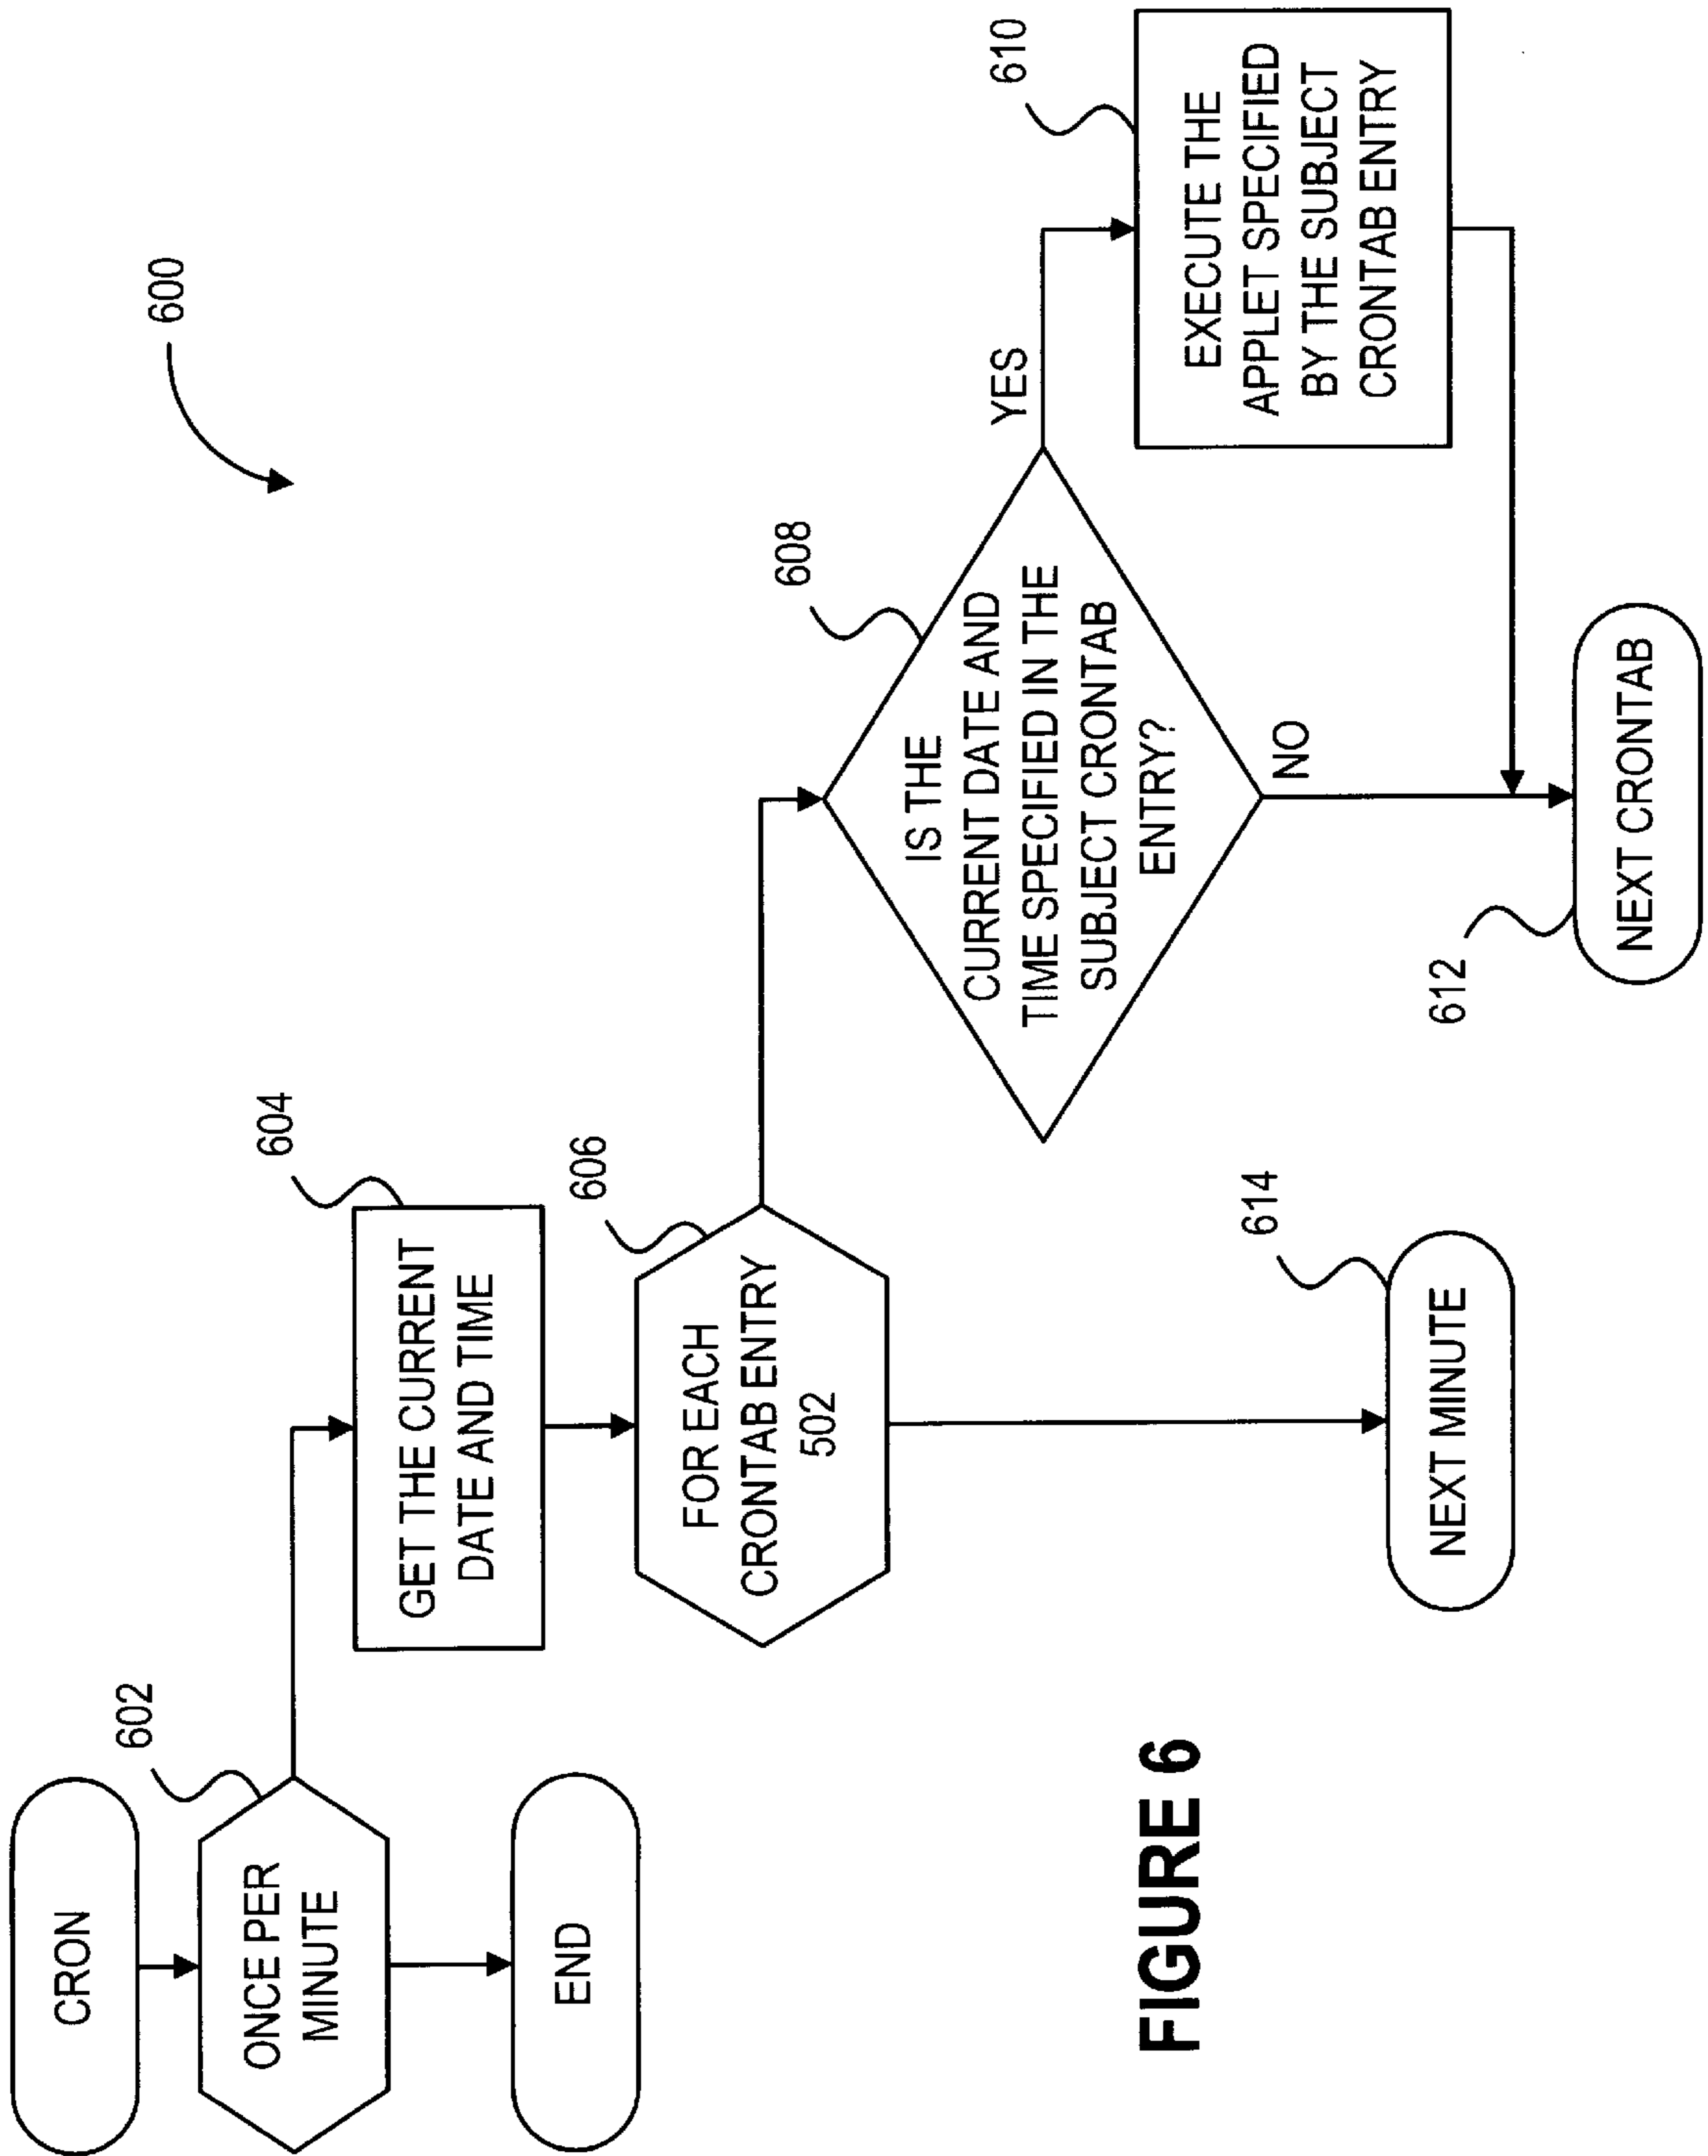 600
CRON
602
ONCE PER
MINUTE
END
604
GET THE CURRENT
DATE AND TIME
606
FOR EACH
CRONTAB ENTRY
502
608
IS THE
CURRENT DATE AND
TIME SPECIFIED IN THE
SUBJECT CRONTAB
ENTRY?
YES
NO
610
EXECUTE THE
APPLET SPECIFIED
BY THE SUBJECT
CRONTAB ENTRY
612
NEXT CRONTAB
614
NEXT MINUTE
FIGURE 6